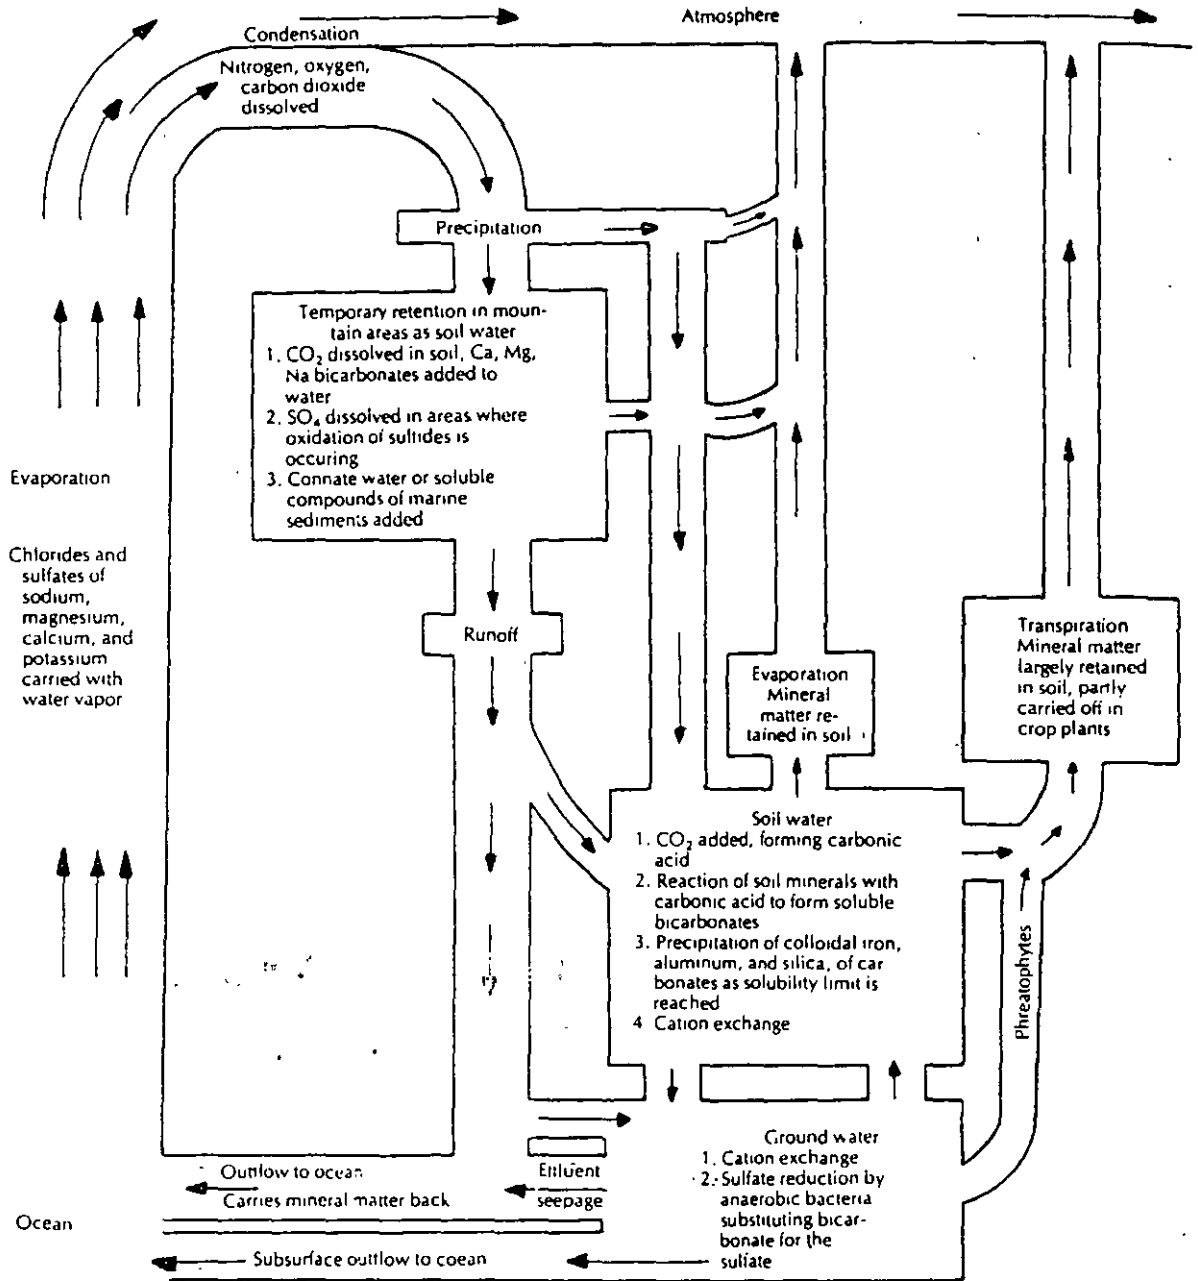 Atmosphere
Condensation
Nitrogen, oxygen,
carbon dioxide
dissolved
Precipitation
Temporary retention in moun-
tain areas as soil water
1. CO₂ dissolved in soil, Ca, Mg,
Na bicarbonates added to
water
2. SO₄ dissolved in areas where
oxidation of sulfides is
occuring
3. Connate water or soluble
compounds of marine
sediments added
Evaporation
Chlorides and
sulfates of
sodium,
magnesium,
calcium, and
potassium
carried with
water vapor
Runoff
Evaporation
Mineral
matter re-
tained in soil
Transpiration
Mineral matter
largely retained
in soil, partly
carried off in
crop plants
Soil water
1. CO₂ added, forming carbonic
acid
2. Reaction of soil minerals with
carbonic acid to form soluble
bicarbonates
3. Precipitation of colloidal iron,
aluminum, and silica, of car
bonates as solubility limit is
reached
4 Cation exchange
Phreatophytes
Ground water
1. Cation exchange
2. Sulfate reduction by
anaerobic bacteria
substituting bicar-
bonate for the
sulfate
Outflow to ocean
Carries mineral matter back
Effluent
seepage
Ocean
Subsurface outflow to coean